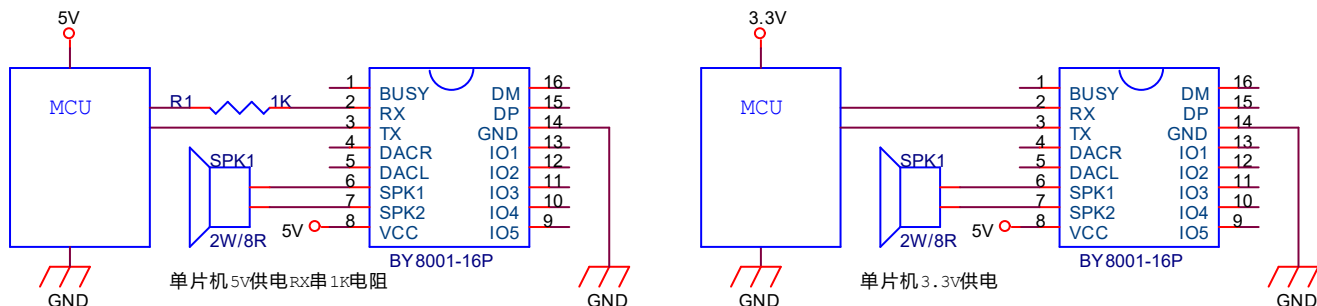 5V
MCU
R1 1K
1 BUSY DM 16
2 RX DP 15
3 TX GND 14
4 DACR IO1 13
5 DACL IO2 12
6 SPK1 IO3 11
7 SPK2 IO4 10
8 VCC IO5 9
SPK1
2W/8R
5V
BY8001-16P
单片机5V供电RX串1K电阻
GND
GND
3.3V
MCU
1 BUSY DM 16
2 RX DP 15
3 TX GND 14
4 DACR IO1 13
5 DACL IO2 12
6 SPK1 IO3 11
7 SPK2 IO4 10
8 VCC IO5 9
SPK1
2W/8R
5V
BY8001-16P
单片机3.3V供电
GND
GND